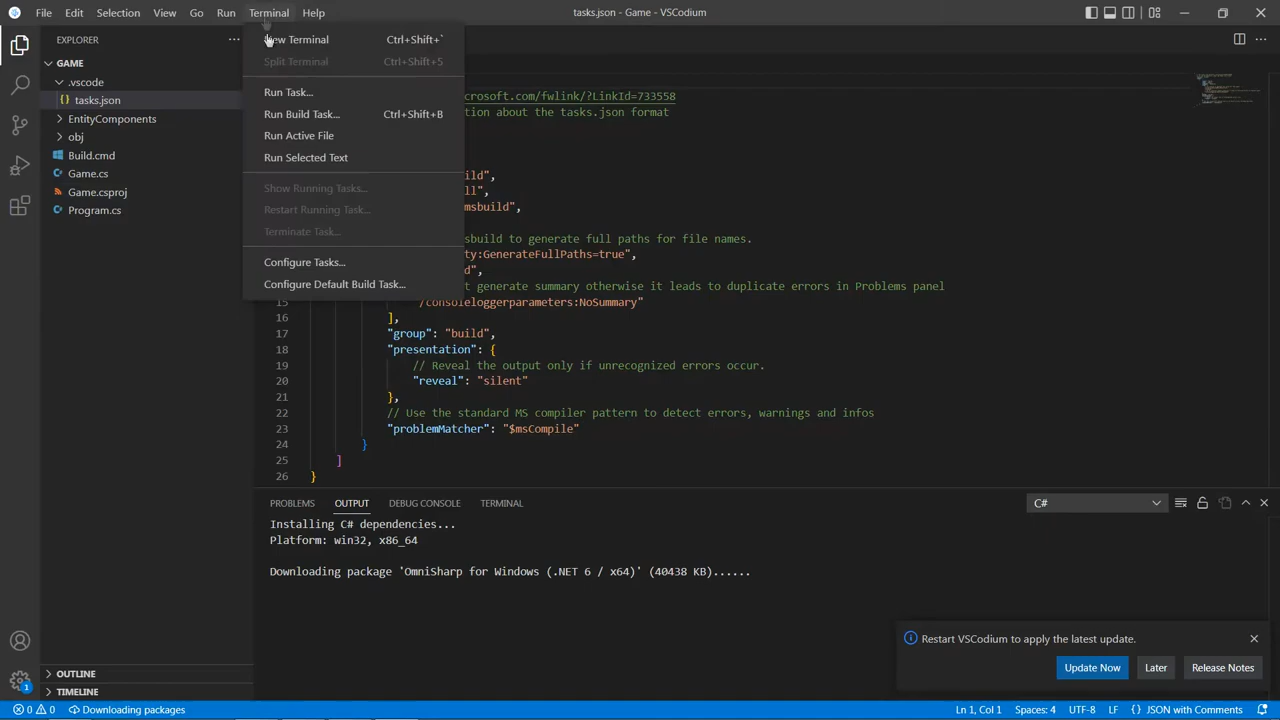 File Edit Selection View Go Run Terminal Help
tasks.json - Game - VSCodium
EXPLORER
GAME
.vscode
tasks.json
EntityComponents
obj
Build.cmd
Game.cs
Game.csproj
Program.cs
OUTLINE
TIMELINE
Terminal Ctrl+Shift+`
Split Terminal Ctrl+Shift+5
Run Task...
Run Build Task... Ctrl+Shift+B
Run Active File
Run Selected Text
Show Running Tasks...
Restart Running Task...
Terminate Task...
Configure Tasks...
Configure Default Build Task...
crosoft.com/fwlink/?LinkId=733558
tion about the tasks.json format
ild",
ll",
msbuild",
sbuild to generate full paths for file names.
ty:GenerateFullPaths=true",
d",
t generate summary otherwise it leads to duplicate errors in Problems panel
15 /consoleloggerparameters:NoSummary"
16 ],
17 "group": "build",
18 "presentation": {
19 // Reveal the output only if unrecognized errors occur.
20 "reveal": "silent"
21 },
22 // Use the standard MS compiler pattern to detect errors, warnings and infos
23 "problemMatcher": "$msCompile"
24 }
25 ]
26 }
PROBLEMS OUTPUT DEBUG CONSOLE TERMINAL
C#
Installing C# dependencies...
Platform: win32, x86_64
Downloading package 'OmniSharp for Windows (.NET 6 / x64)' (40438 KB)......
Restart VSCodium to apply the latest update.
Update Now Later Release Notes
1
0 0 Downloading packages
Ln 1, Col 1 Spaces: 4 UTF-8 LF {} JSON with Comments